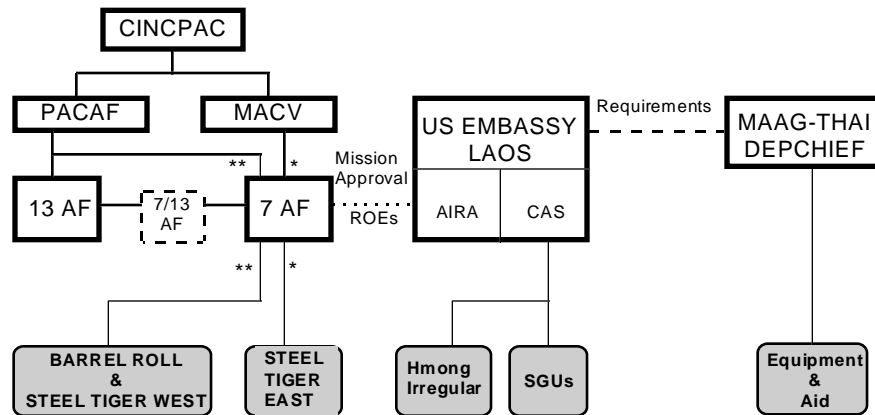 CINCPAC
PACAF
MACV
US EMBASSY
LAOS
Requirements
MAAG-THAI
DEPCHIEF
**
*
Mission
Approval
13 AF
7/13
AF
7 AF
ROEs
AIRA
CAS
**
*
BARREL ROLL
&
STEEL TIGER WEST
STEEL
TIGER
EAST
Hmong
Irregular
SGUs
Equipment
&
Aid